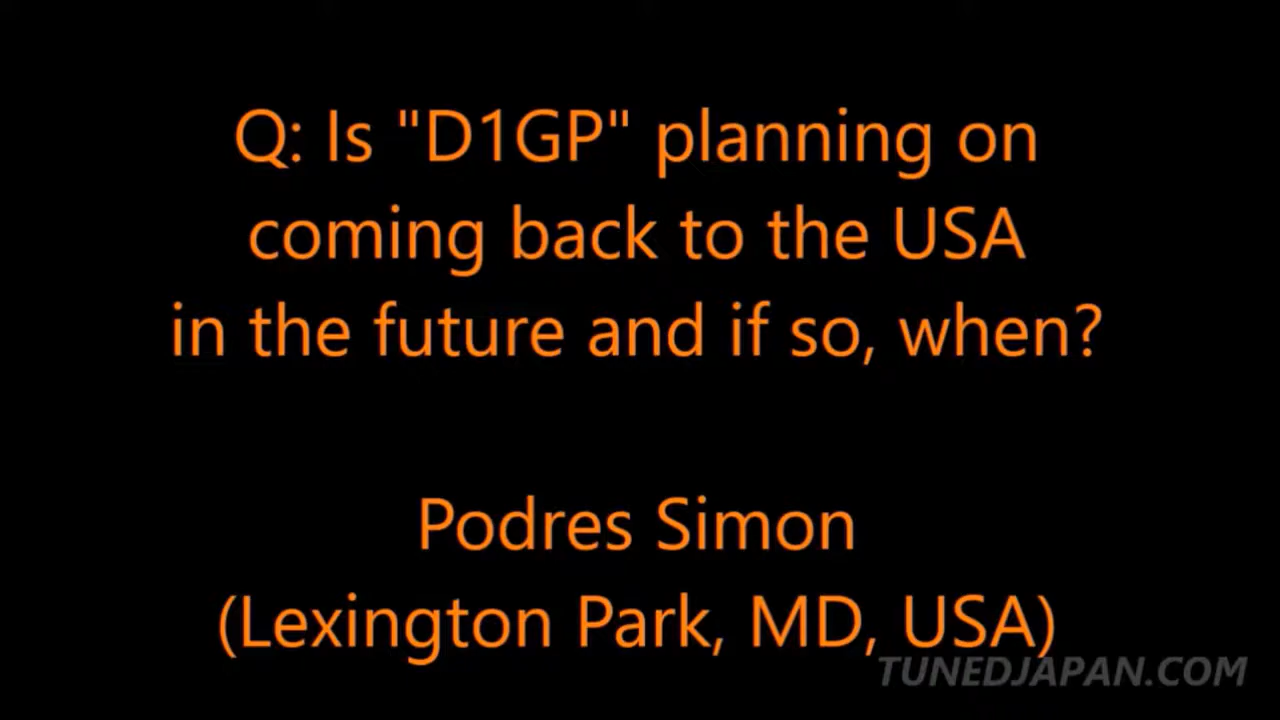 Q: Is "D1GP" planning on
coming back to the USA
in the future and if so, when?
Podres Simon
(Lexington Park, MD, USA)
TUNEDJAPAN.COM